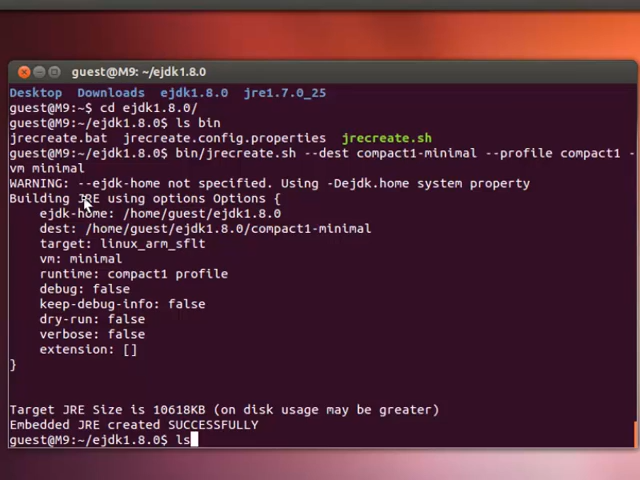 guest@M9: ~/ejdk1.8.0
Desktop  Downloads  ejdk1.8.0  jre1.7.0_25
guest@M9:~$ cd ejdk1.8.0/
guest@M9:~/ejdk1.8.0$ ls bin
jrecreate.bat  jrecreate.config.properties  jrecreate.sh
guest@M9:~/ejdk1.8.0$ bin/jrecreate.sh --dest compact1-minimal --profile compact1 -
vm minimal
WARNING: --ejdk-home not specified. Using -Dejdk.home system property
Building JRE using options Options {
    ejdk-home: /home/guest/ejdk1.8.0
    dest: /home/guest/ejdk1.8.0/compact1-minimal
    target: linux_arm_sflt
    vm: minimal
    runtime: compact1 profile
    debug: false
    keep-debug-info: false
    dry-run: false
    verbose: false
    extension: []
}
Target JRE Size is 10618KB (on disk usage may be greater)
Embedded JRE created SUCCESSFULLY
guest@M9:~/ejdk1.8.0$ ls